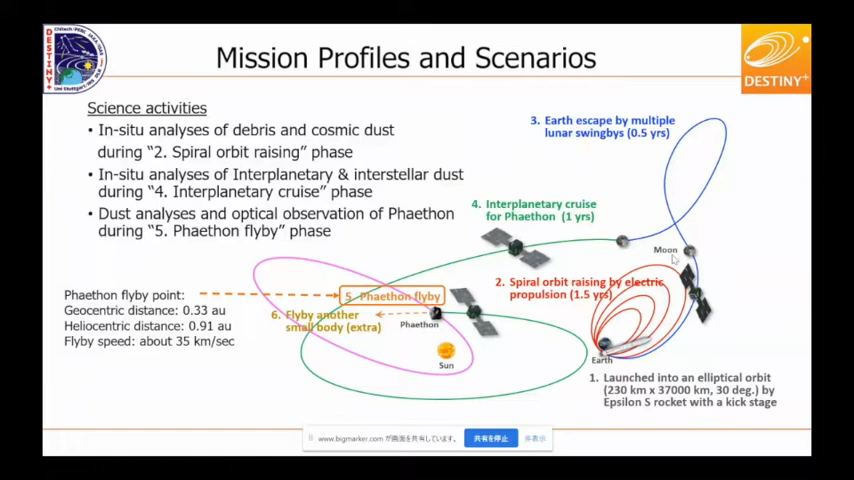 Mission Profiles and Scenarios
DESTINY+
DESTINY+
Science activities
• In-situ analyses of debris and cosmic dust
during “2. Spiral orbit raising” phase
• In-situ analyses of Interplanetary & interstellar dust
during “4. Interplanetary cruise” phase
• Dust analyses and optical observation of Phaethon
during “5. Phaethon flyby” phase
3. Earth escape by multiple
lunar swingbys (0.5 yrs)
4. Interplanetary cruise
for Phaethon (1 yrs)
Moon
2. Spiral orbit raising by electric
propulsion (1.5 yrs)
Phaethon flyby point:
Geocentric distance: 0.33 au
Heliocentric distance: 0.91 au
Flyby speed: about 35 km/sec
5. Phaethon flyby
6. Flyby another
small body (extra)
Phaethon
Sun
Earth
1. Launched into an elliptical orbit
(230 km x 37000 km, 30 deg.) by
Epsilon S rocket with a kick stage
www.bigmarker.com が画面を共有しています。
共有を停止
非表示